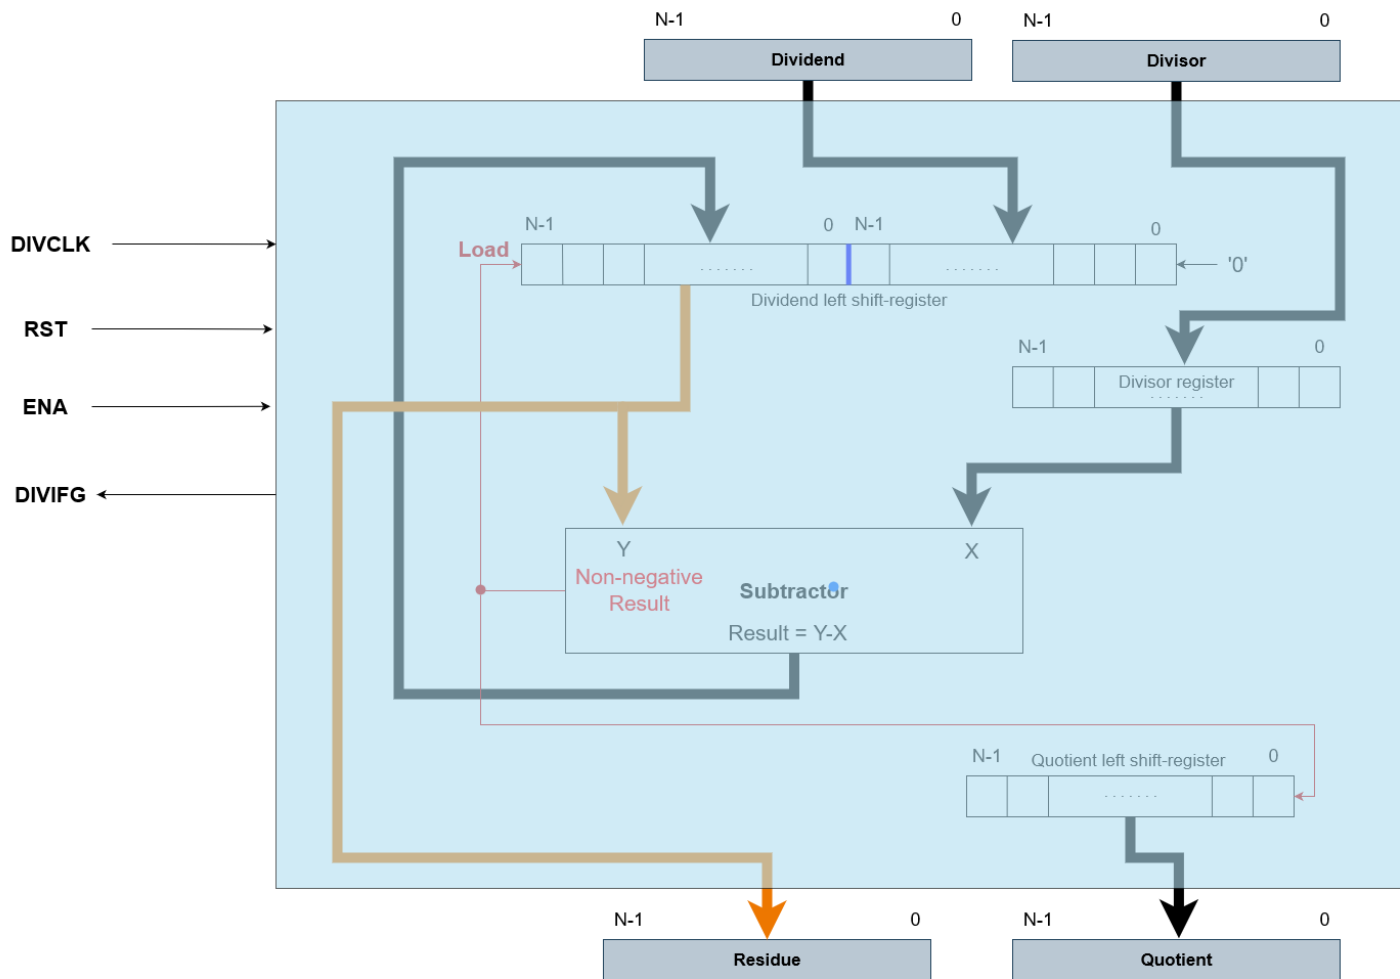 N-1 0 N-1 0
Dividend Divisor
N-1 0 N-1 0
DIVCLK
Load
. . . . . . . . . . . . . .
'0'
Dividend left shift-register
RST
N-1 0
Divisor register
. . . . . . .
ENA
DIVIFG
Y X
Non-negative
Result
Subtractor
Result = Y-X
N-1 Quotient left shift-register 0
. . . . . . .
N-1 0 N-1 0
Residue Quotient